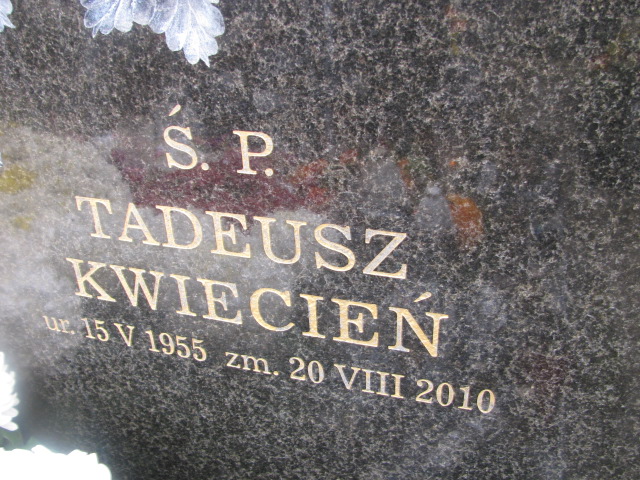 Ś. P.
TADEUSZ
KWIECIEŃ
ur. 15 V 1955 zm. 20 VIII 2010